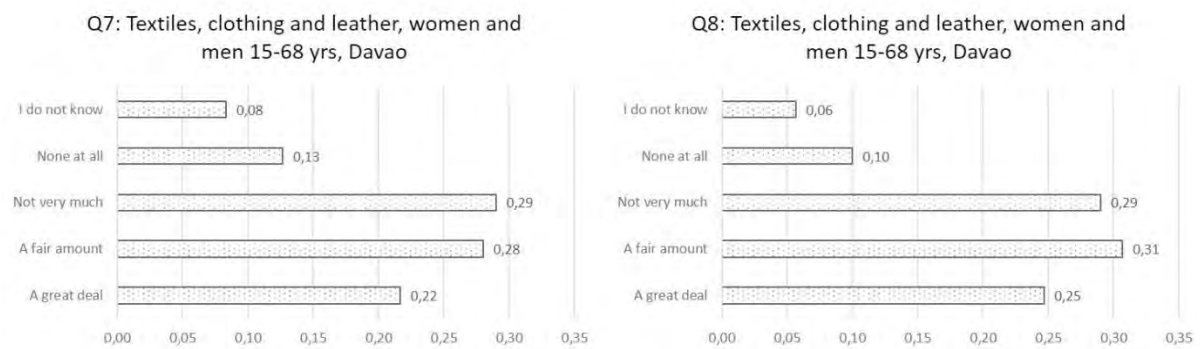 Q7: Textiles, clothing and leather, women and
men 15-68 yrs, Davao
I do not know
0,08
None at all
0,13
Not very much
0,29
A fair amount
0,28
A great deal
0,22
0,00 0,05 0,10 0,15 0,20 0,25 0,30 0,35
Q8: Textiles, clothing and leather, women and
men 15-68 yrs, Davao
I do not know
0,06
None at all
0,10
Not very much
0,29
A fair amount
0,31
A great deal
0,25
0,00 0,05 0,10 0,15 0,20 0,25 0,30 0,35